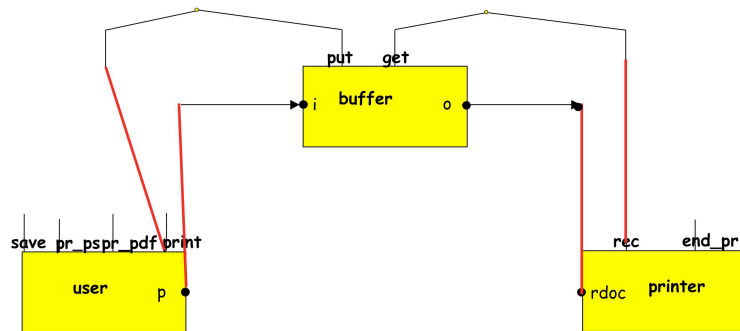 put get
i buffer o
save pr_ps pr_pdf print rec end_pr
user p rdoc printer